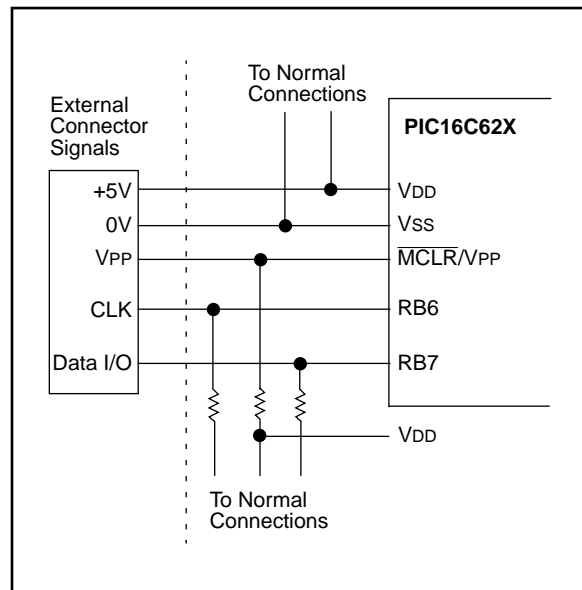 To Normal
Connections
External
Connector
Signals
PIC16C62X
+5V
VDD
0V
VSS
VPP
MCLR/VPP
CLK
RB6
Data I/O
RB7
VDD
To Normal
Connections